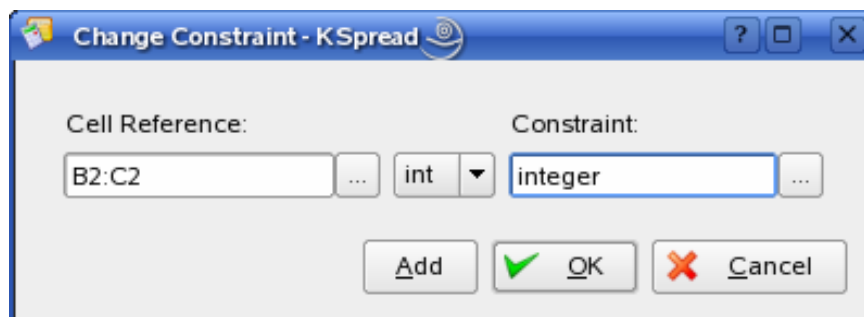 Change Constraint - KSpread
Cell Reference: Constraint:
B2:C2 ... int integer ...
Add OK Cancel